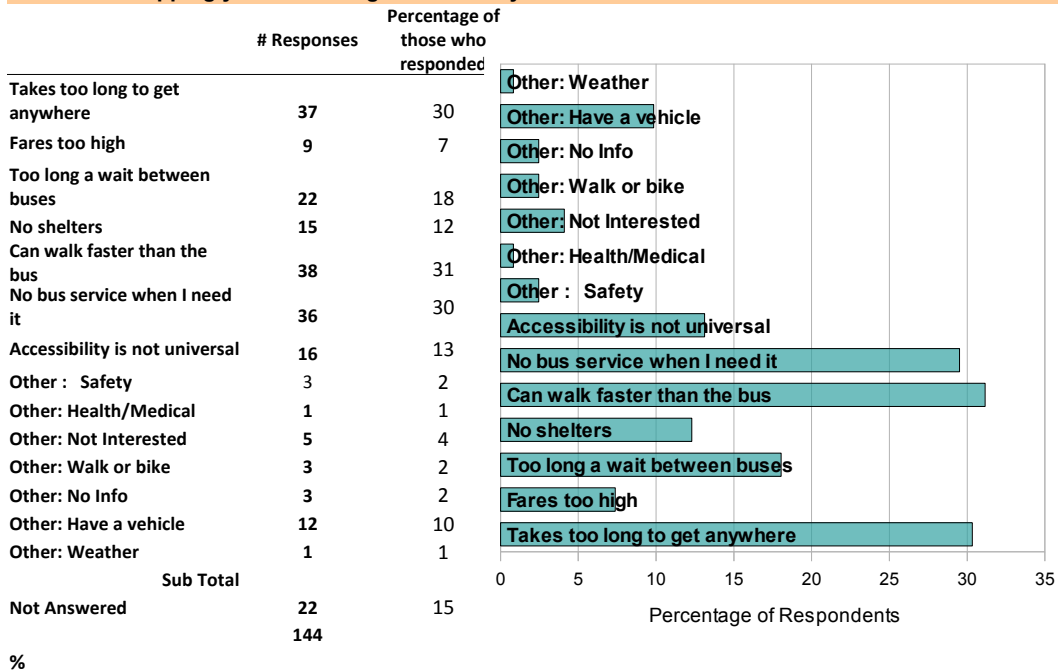 Percentage of
# Responses those who
responded
Takes too long to get
anywhere 37 30
Fares too high 9 7
Too long a wait between
buses 22 18
No shelters 15 12
Can walk faster than the
bus 38 31
No bus service when I need
it 36 30
Accessibility is not universal 16 13
Other : Safety 3 2
Other: Health/Medical 1 1
Other: Not Interested 5 4
Other: Walk or bike 3 2
Other: No Info 3 2
Other: Have a vehicle 12 10
Other: Weather 1 1
Sub Total
Not Answered 22 15
144
%
Other: Weather
Other: Have a vehicle
Other: No Info
Other: Walk or bike
Other: Not Interested
Other: Health/Medical
Other : Safety
Accessibility is not universal
No bus service when I need it
Can walk faster than the bus
No shelters
Too long a wait between buses
Fares too high
Takes too long to get anywhere
0 5 10 15 20 25 30 35
Percentage of Respondents